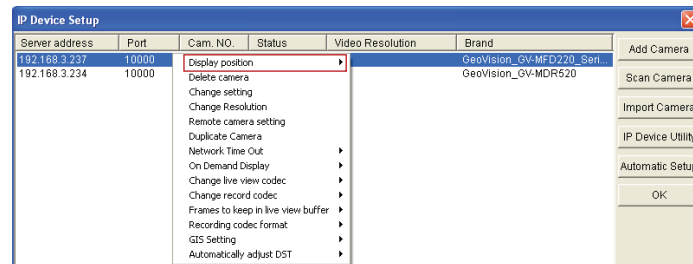 IP Device Setup
Server address Port Cam. NO. Status Video Resolution Brand
192.168.3.237 10000 GeoVision_GV-MFD220_Seri...
192.168.3.234 10000 GeoVision_GV-MDR520
Display position
Delete camera
Change setting
Change Resolution
Remote camera setting
Duplicate Camera
Network Time Out
On Demand Display
Change live view codec
Change record codec
Frames to keep in live view buffer
Recording codec format
GIS Setting
Automatically adjust DST
Add Camera
Scan Camera
Import Camera
IP Device Utility
Automatic Setup
OK